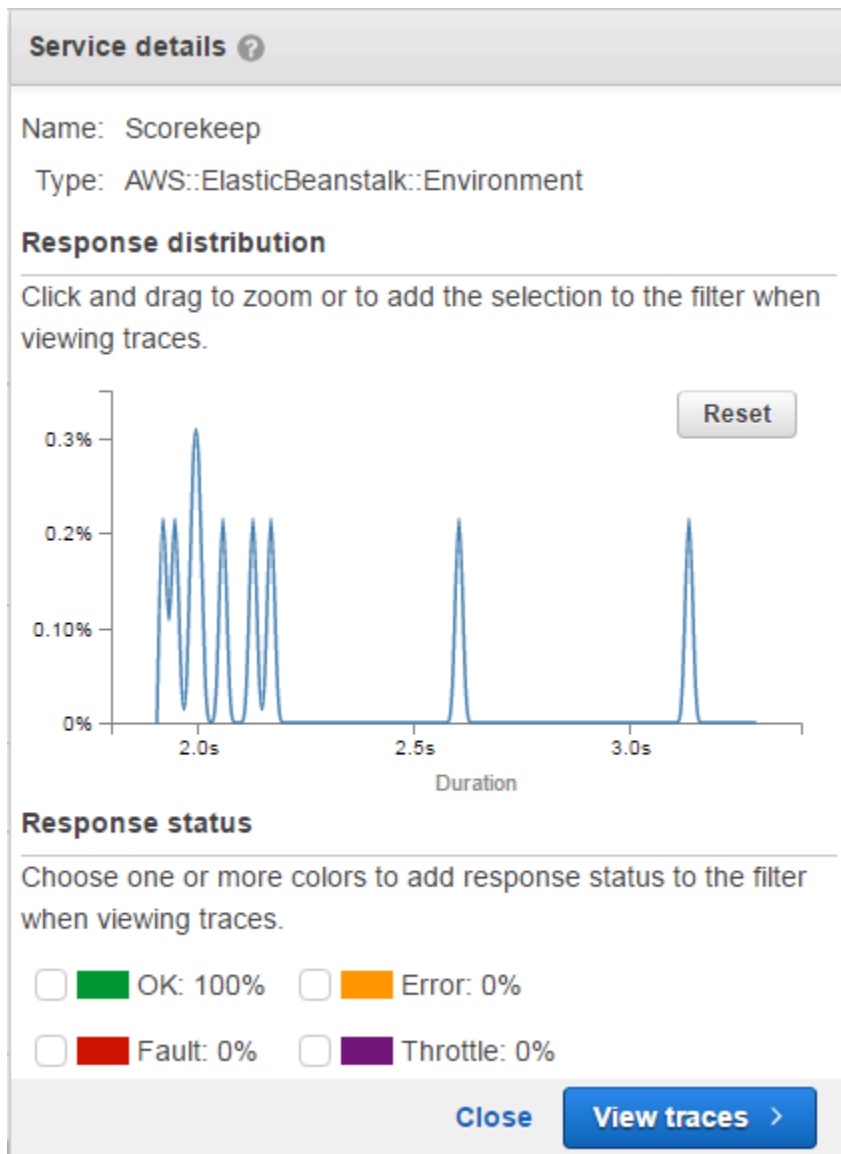 Service details ?
Name: Scorekeep
Type: AWS::ElasticBeanstalk::Environment
Response distribution
Click and drag to zoom or to add the selection to the filter when
viewing traces.
Reset
0.3%
0.2%
0.10%
0%
2.0s 2.5s 3.0s
Duration
Response status
Choose one or more colors to add response status to the filter
when viewing traces.
OK: 100% Error: 0%
Fault: 0% Throttle: 0%
Close View traces >